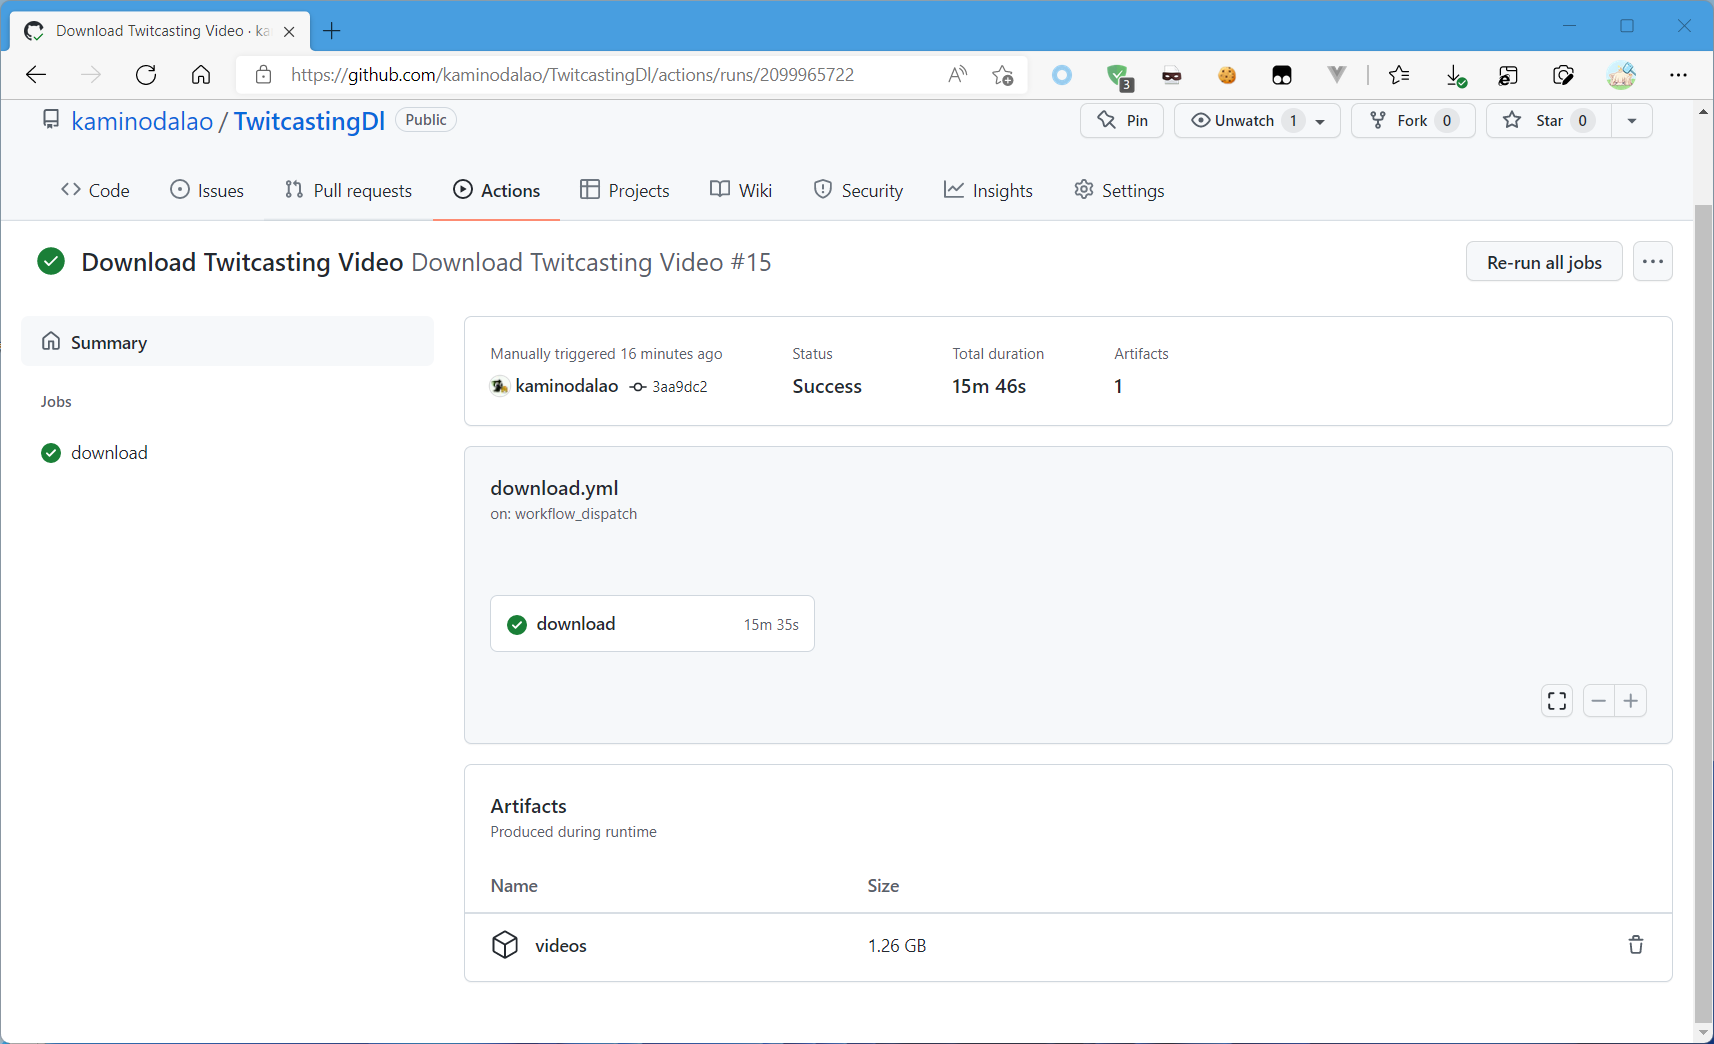 Download Twitcasting Video · ka
https://github.com/kaminodalao/TwitcastingDl/actions/runs/2099965722
3
kaminodalao / TwitcastingDl Public
Pin
Unwatch 1
Fork 0
Star 0
Code
Issues
Pull requests
Actions
Projects
Wiki
Security
Insights
Settings
Download Twitcasting Video Download Twitcasting Video #15
Re-run all jobs
Summary
Jobs
download
Manually triggered 16 minutes ago
kaminodalao 3aa9dc2
Status
Success
Total duration
15m 46s
Artifacts
1
download.yml
on: workflow_dispatch
download 15m 35s
Artifacts
Produced during runtime
Name Size
videos 1.26 GB